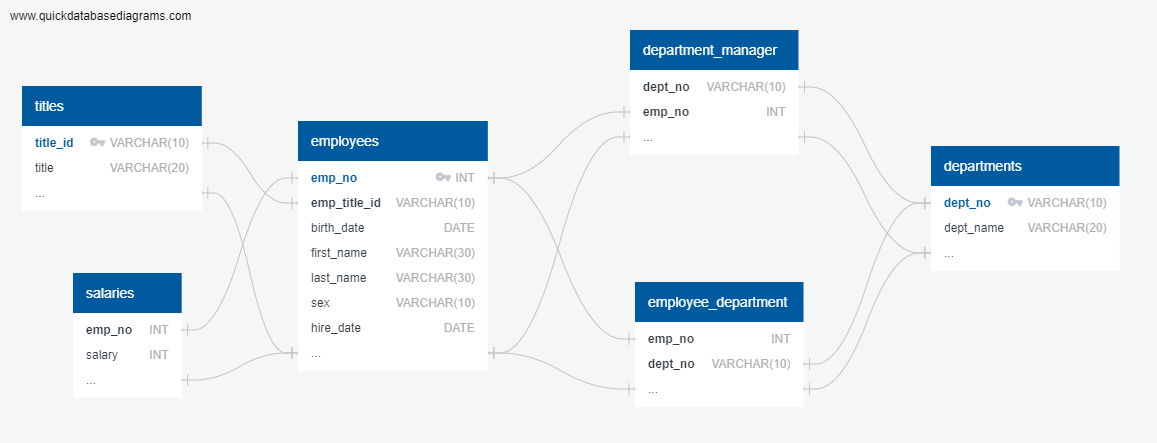 www.quickdatabasediagrams.com
titles
title_id VARCHAR(10)
title VARCHAR(20)
...
salaries
emp_no INT
salary INT
...
employees
emp_no INT
emp_title_id VARCHAR(10)
birth_date DATE
first_name VARCHAR(30)
last_name VARCHAR(30)
sex VARCHAR(10)
hire_date DATE
...
department_manager
dept_no VARCHAR(10)
emp_no INT
...
employee_department
emp_no INT
dept_no VARCHAR(10)
...
departments
dept_no VARCHAR(10)
dept_name VARCHAR(20)
...